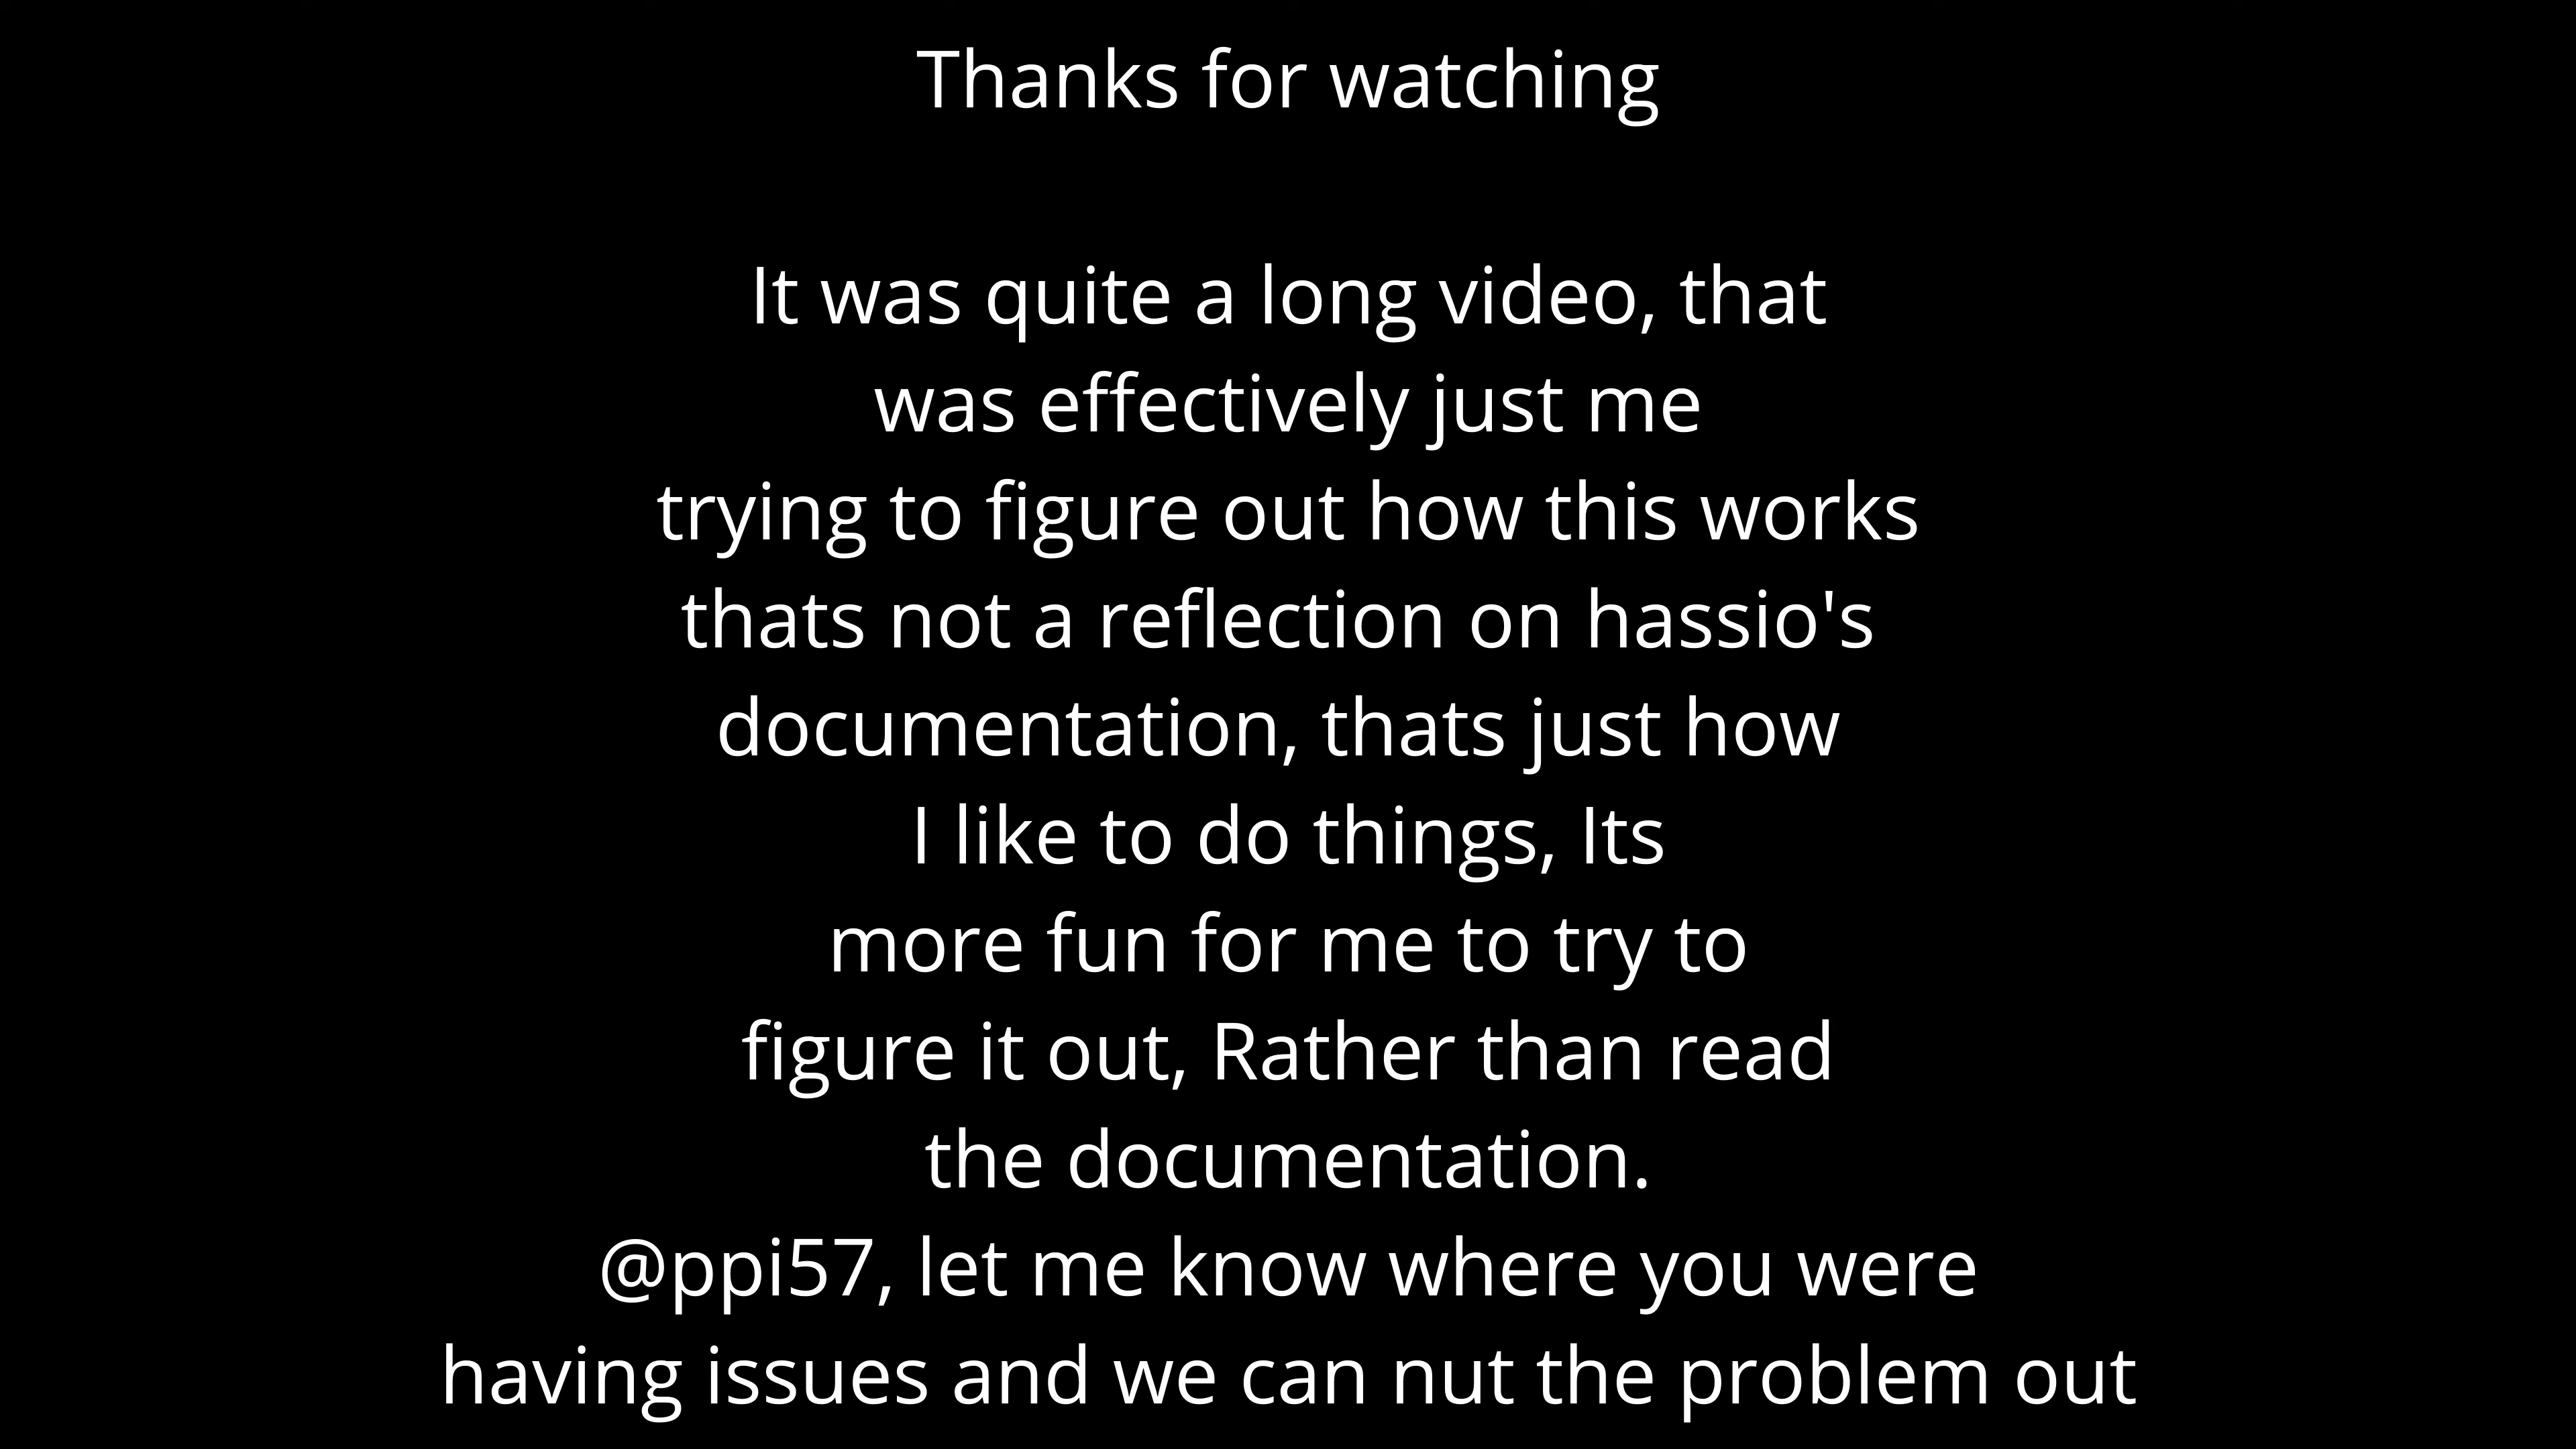 Thanks for watching
It was quite a long video, that
was effectively just me
trying to figure out how this works
thats not a reflection on hassio's
documentation, thats just how
I like to do things, Its
more fun for me to try to
figure it out, Rather than read
the documentation.
@ppi57, let me know where you were
having issues and we can nut the problem out